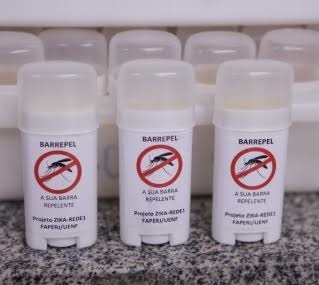 BARREPEL
A SUA BARRA
REPELENTE
Projeto ZIKA-REDE1
FAPERJ/UENF
BARREPEL
A SUA BARRA
REPELENTE
Projeto ZIKA-REDE1
FAPERJ/UENF
BARREPEL
A SUA BARRA
REPELENTE
Projeto ZIKA-REDE1
FAPERJ/UENF